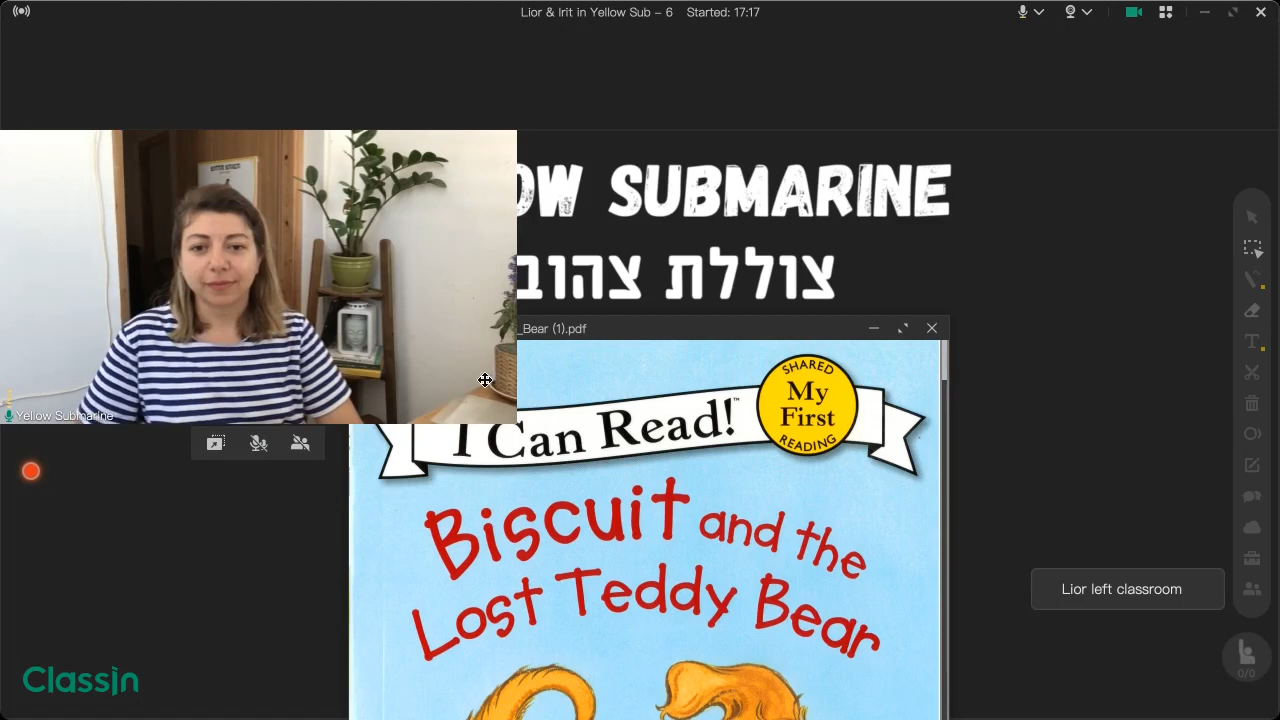 Lior & Irit in Yellow Sub – 6 Started: 17:17
OW SUBMARINE
צוללת צהוב
_Bear (1).pdf
SHARED
My
First
READING
I Can Read!™
Yellow Submarine
Biscuit and the
Lost Teddy Bear
Lior left classroom
0/0
ClassIn